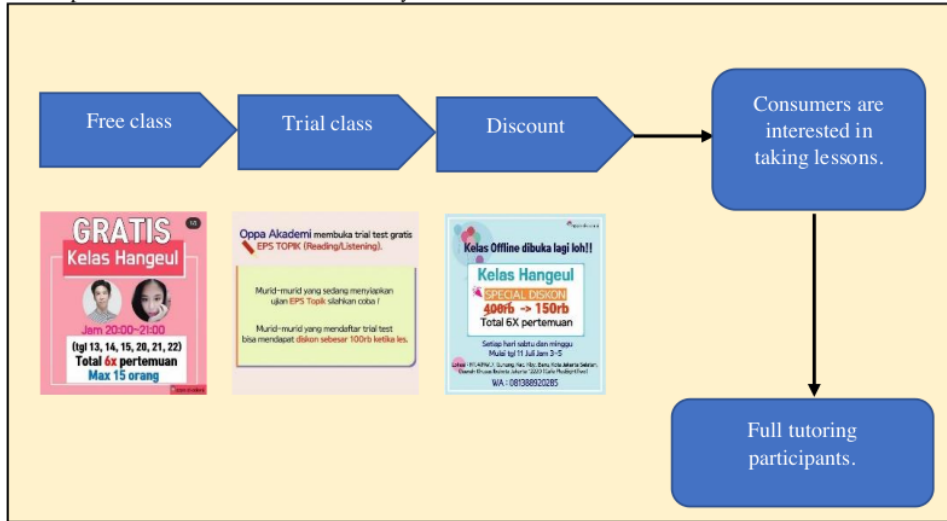 Free class
Trial class
Discount
Consumers are
interested in
taking lessons.
GRATIS
Kelas Hangeul
Jam 20:00~21:00
(tgl 13, 14, 15, 20, 21, 22)
Total 6x pertemuan
Max 15 orang
Oppa Akademi membuka trial test gratis
EPS TOPIK (Reading/Listening).
Murid-murid yang sedang menyiapkan
ujian EPS Topik silahkan coba !
Murid-murid yang mendaftar trial test
bisa mendapat diskon sebesar 100rb ketika les.
Kelas Offline dibuka lagi loh!!
Kelas Hangeul
SPECIAL DISKON
400rb -> 150rb
Total 6X pertemuan
Setiap hari sabtu dan minggu
Mulai tgl 11 Juli Jam 3-5
Jakarta Selatan,
WA : 081388920285
Full tutoring
participants.